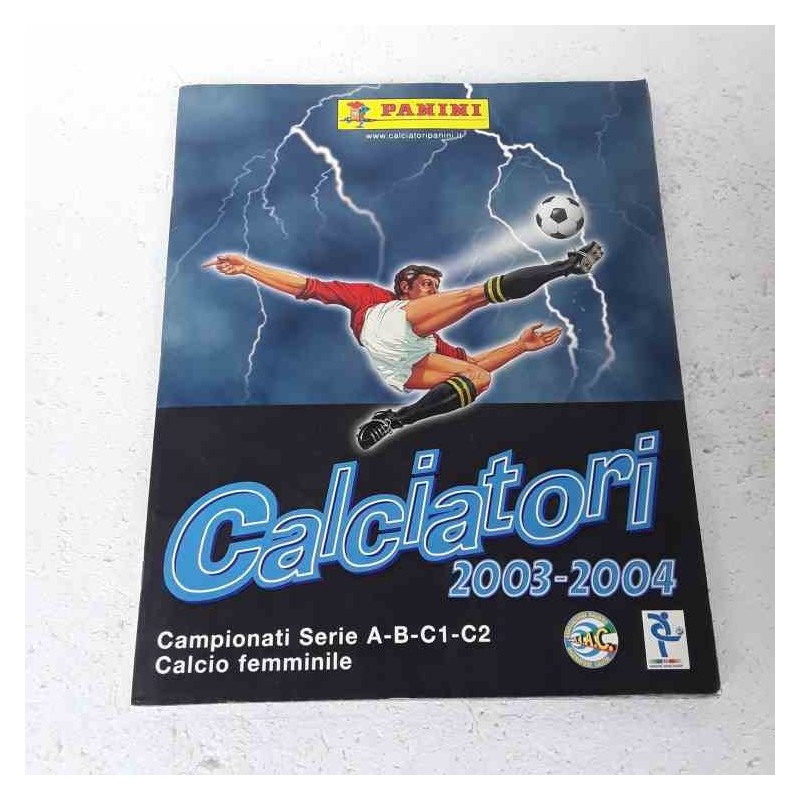 PANINI
www.calciatoripanini.it
Calciatori
2003-2004
Campionati Serie A-B-C1-C2
Calcio femminile
A.I.C.